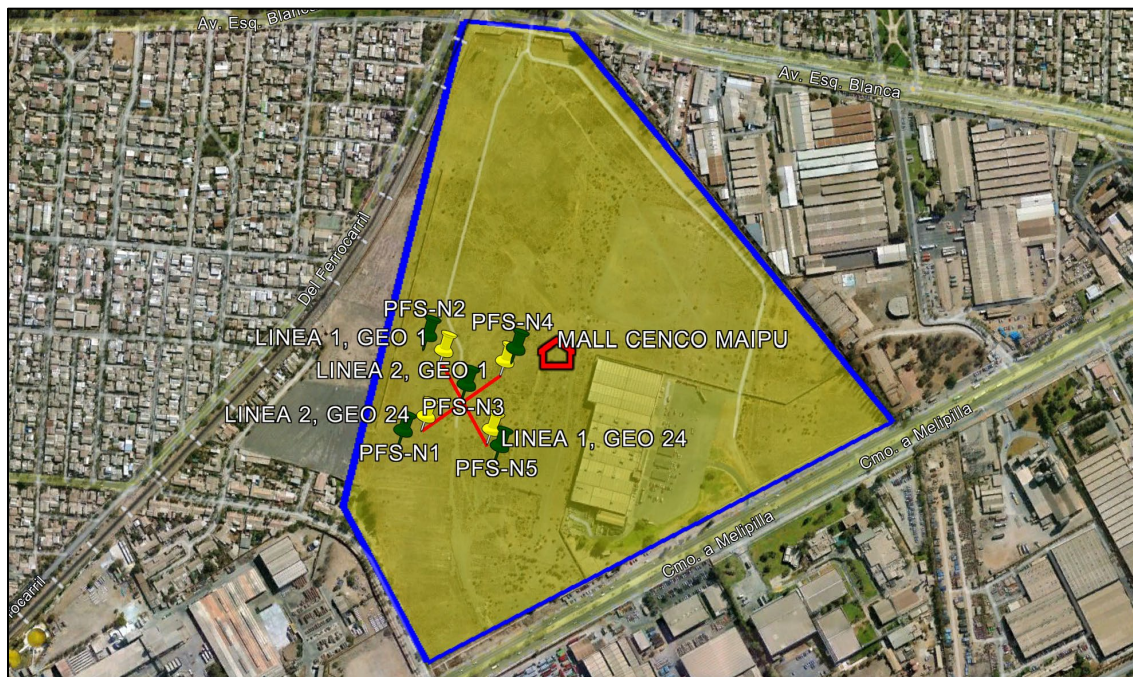 Av. Esq. Blanca
Av. Esq. Blanca
Del Ferrocarril
PFS-N2
PFS-N4
LINEA 1, GEO 1
MALL CENCO MAIPU
LINEA 2, GEO 1
LINEA 2, GEO 24
PFS-N3
PFS-N1
LINEA 1, GEO 24
PFS-N5
Cmo. a Melipilla
Cmo. a Melipilla
rocarril